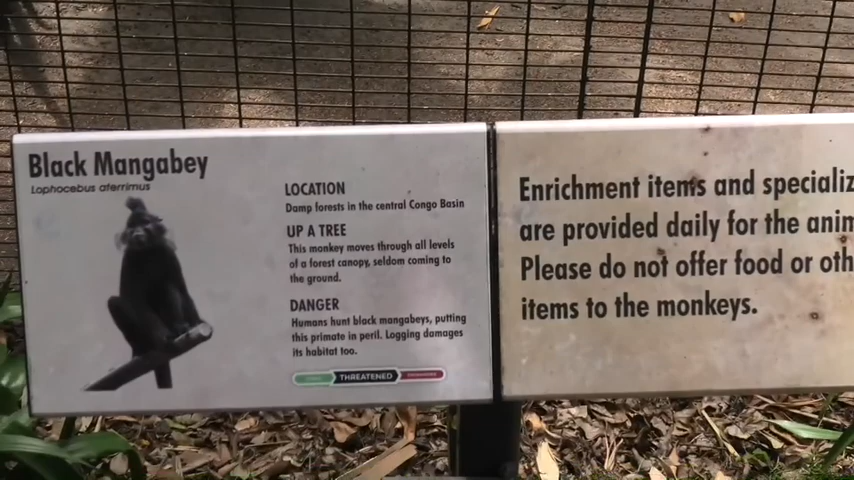 Black Mangabey
Lophocebus aterrimus
LOCATION
Damp forests in the central Congo Basin
UP A TREE
This monkey moves through all levels
of a forest canopy, seldom coming to
the ground.
DANGER
Humans hunt black mangabeys, putting
this primate in peril. Logging damages
its habitat too.
THREATENED
Enrichment items and specializ
are provided daily for the anim
Please do not offer food or oth
items to the monkeys.